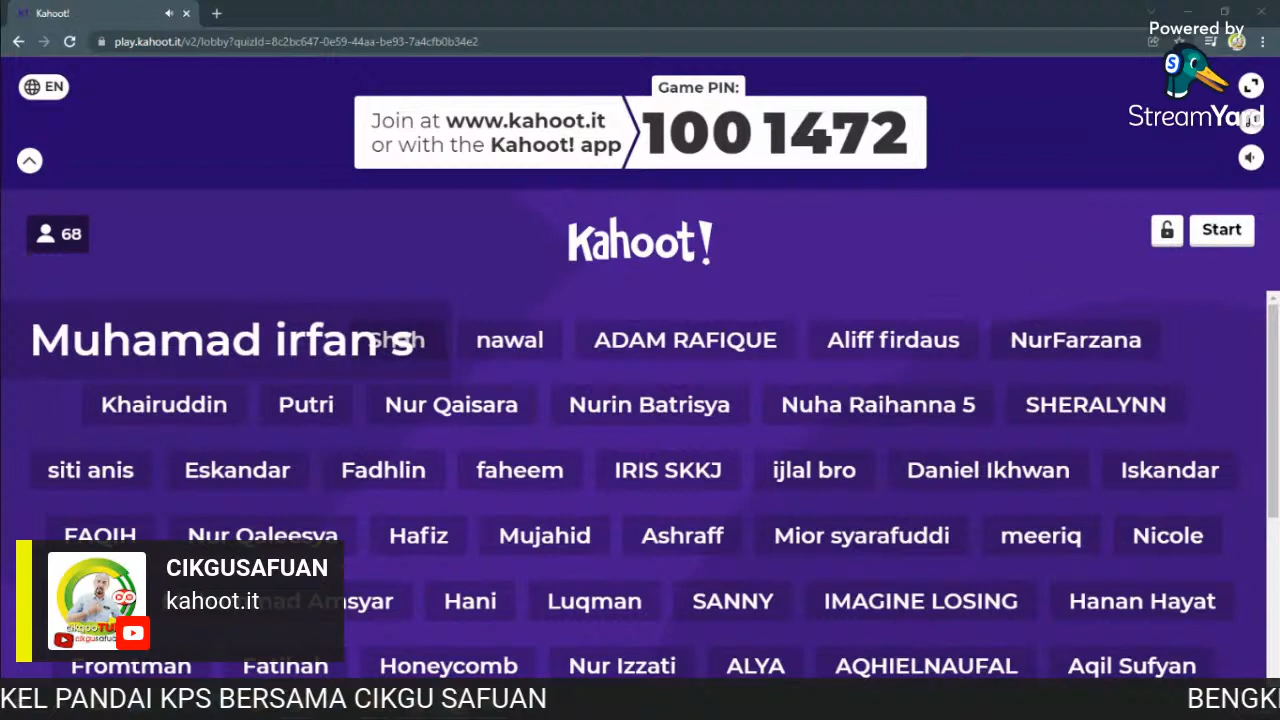 Kahoot!
play.kahoot.it/v2/lobby?quizId=8c2bc647-0e59-44aa-be93-7a4cfb0b34e2
Powered by
StreamYard
EN
Join at www.kahoot.it
or with the Kahoot! app
Game PIN:
100 1472
68
Kahoot!
Start
Muhamad irfan s nawal ADAM RAFIQUE Aliff firdaus NurFarzana
Khairuddin Putri Nur Qaisara Nurin Batrisya Nuha Raihanna 5 SHERALYNN
siti anis Eskandar Fadhlin faheem IRIS SKKJ ijlal bro Daniel Ikhwan Iskandar
FAQIH Nur Qaleesya Hafiz Mujahid Ashraff Mior syarafuddi meeriq Nicole
Amsyar Hani Luqman SANNY IMAGINE LOSING Hanan Hayat
Fromtman Fatihah Honeycomb Nur Izzati ALYA AQHIELNAUFAL Aqil Sufyan
CIKGUSAFUAN
kahoot.it
KEL PANDAI KPS BERSAMA CIKGU SAFUAN BENGK